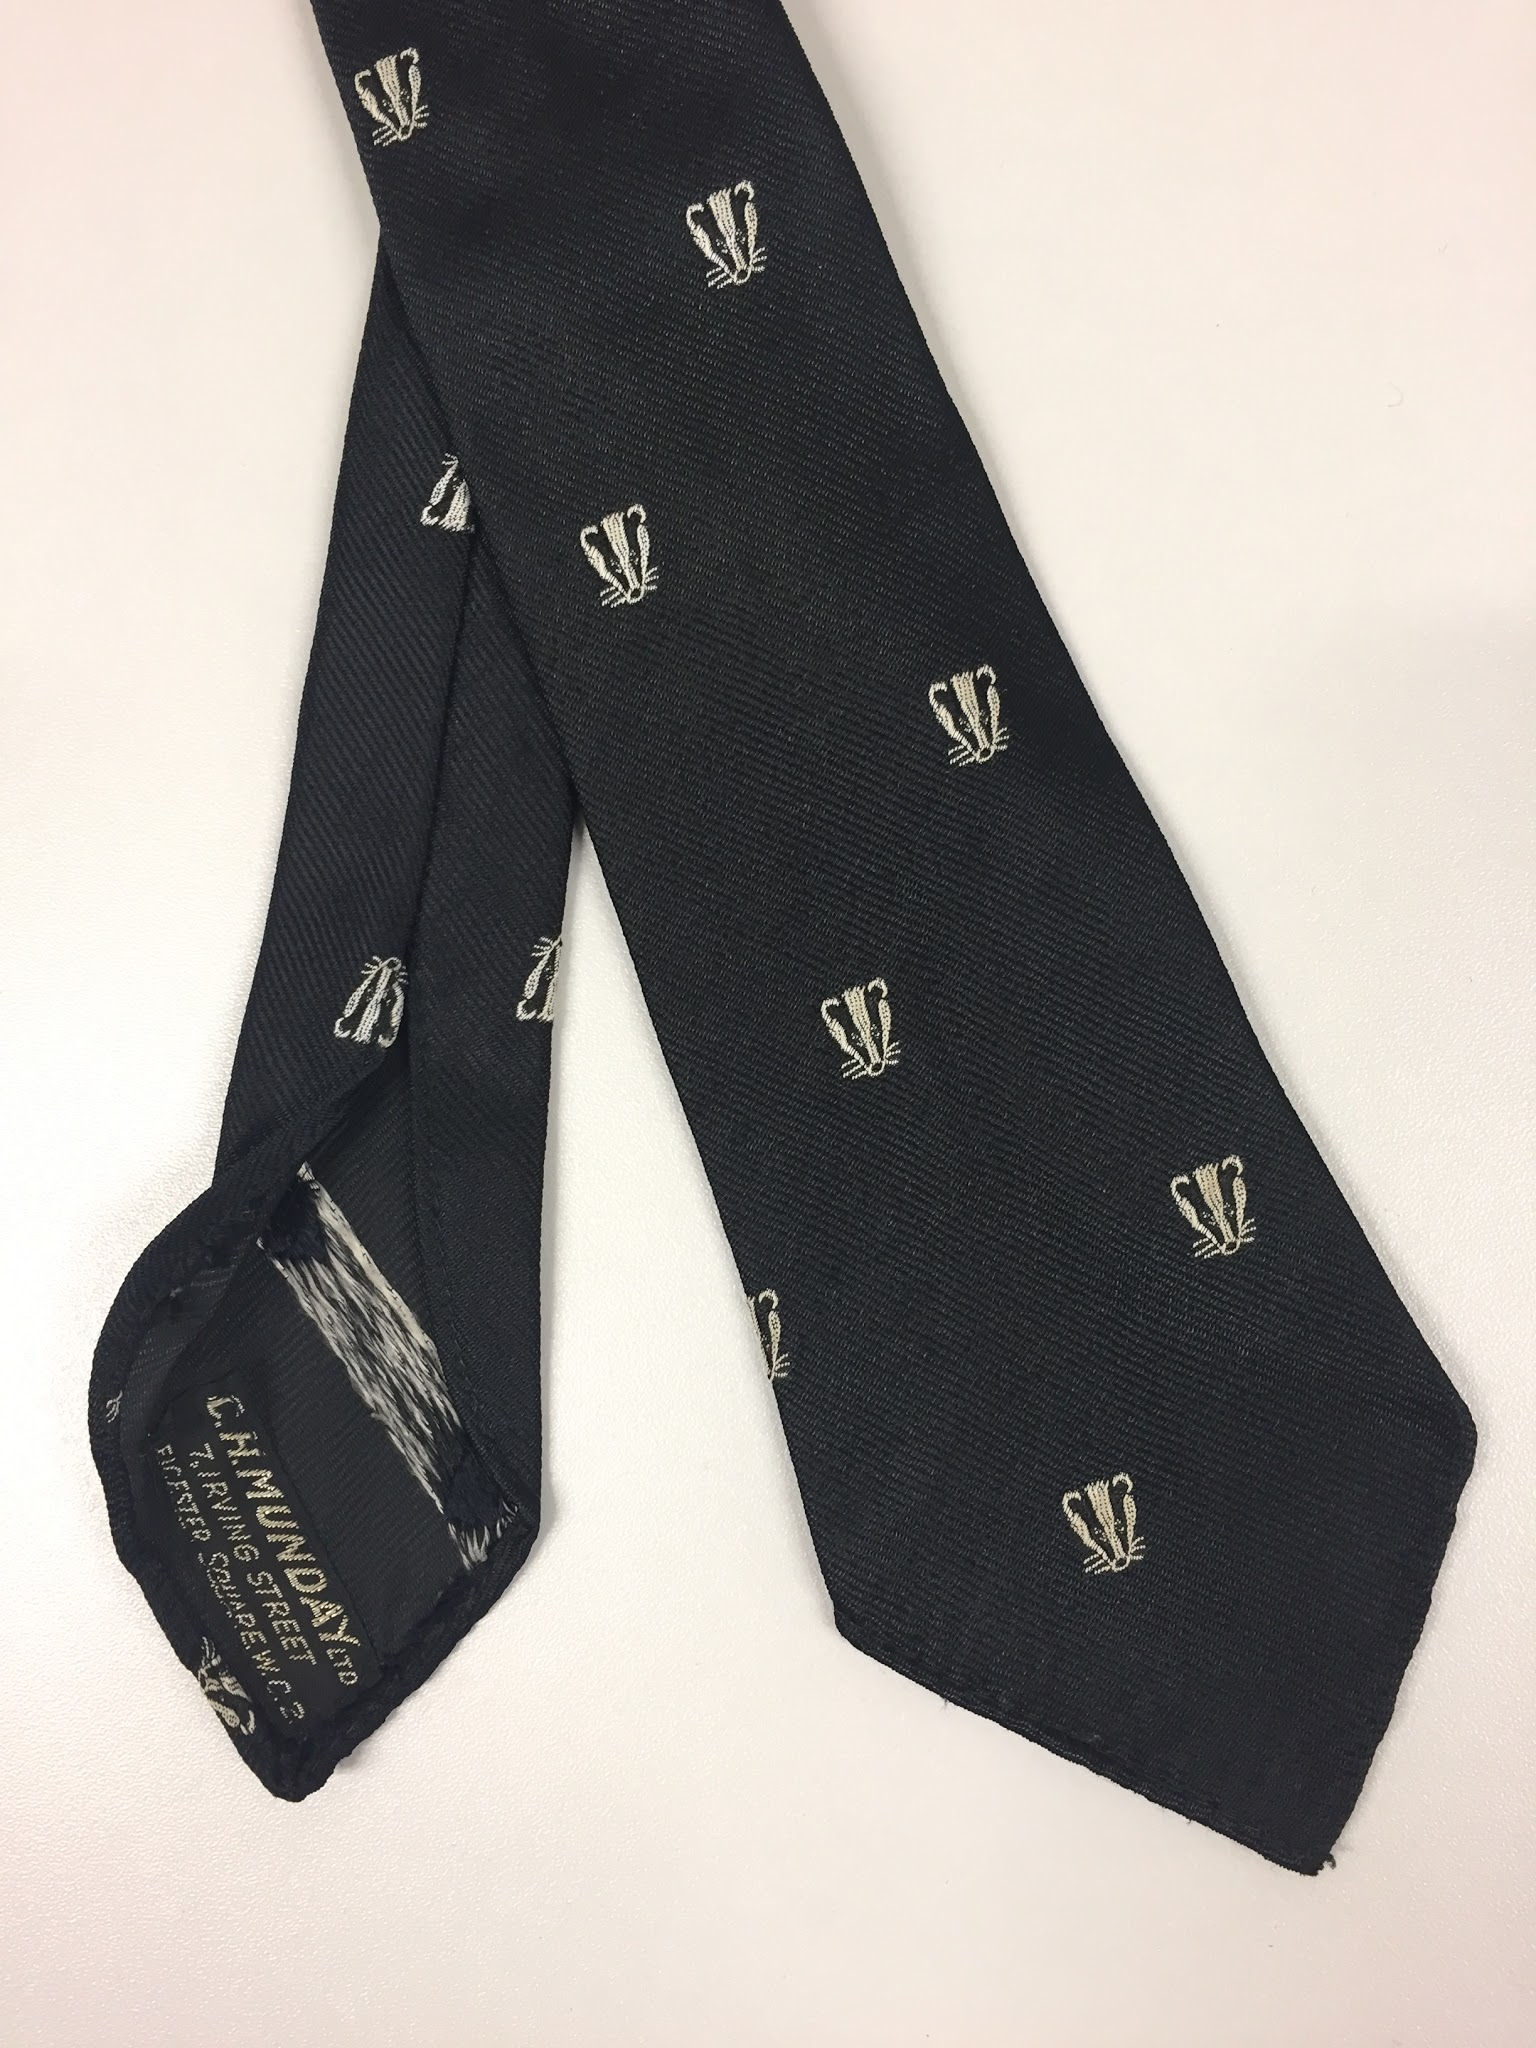 C.H.MUNDAY LTD
7, IRVING STREET
LEICESTER SQUARE W.C.2.